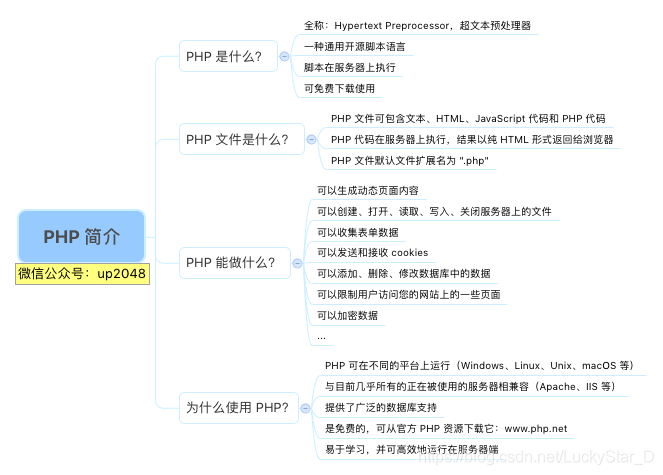 PHP 简介
微信公众号：up2048
PHP 是什么？
全称：Hypertext Preprocessor，超文本预处理器
一种通用开源脚本语言
脚本在服务器上执行
可免费下载使用
PHP 文件是什么？
PHP 文件可包含文本、HTML、JavaScript 代码和 PHP 代码
PHP 代码在服务器上执行，结果以纯 HTML 形式返回给浏览器
PHP 文件默认文件扩展名为 ".php"
PHP 能做什么？
可以生成动态页面内容
可以创建、打开、读取、写入、关闭服务器上的文件
可以收集表单数据
可以发送和接收 cookies
可以添加、删除、修改数据库中的数据
可以限制用户访问您的网站上的一些页面
可以加密数据
...
为什么使用 PHP?
PHP 可在不同的平台上运行（Windows、Linux、Unix、macOS 等）
与目前几乎所有的正在被使用的服务器相兼容（Apache、IIS 等）
提供了广泛的数据库支持
是免费的，可从官方 PHP 资源下载它：www.php.net
易于学习，并可高效地运行在服务器端
https://blog.csdn.net/LuckyStar_D